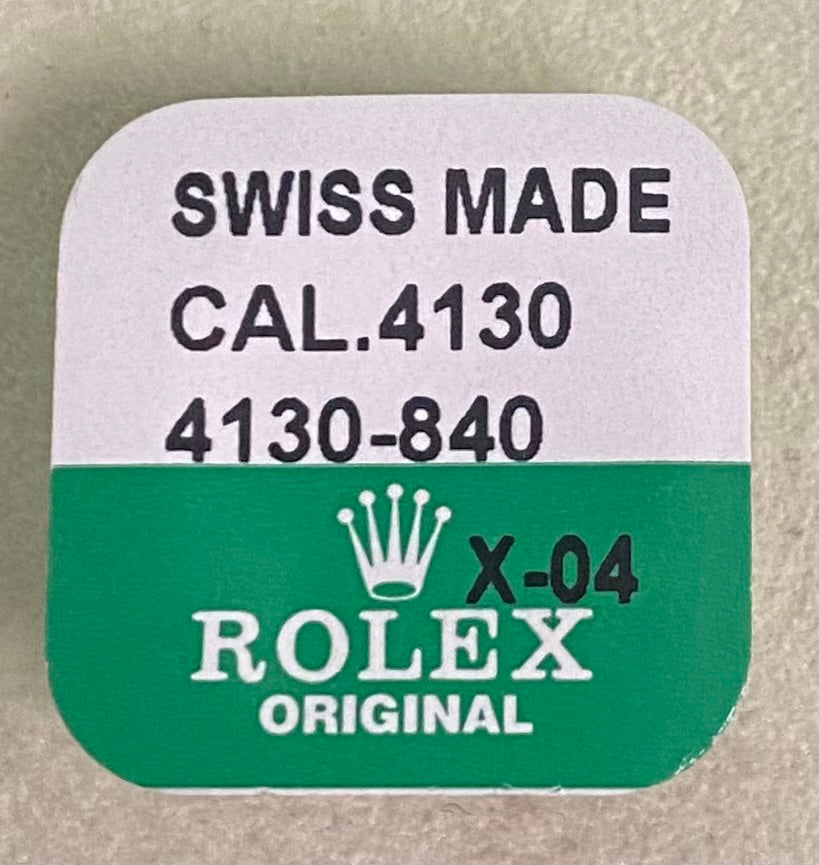 SWISS MADE
CAL.4130
4130-840
X-04
ROLEX
ORIGINAL